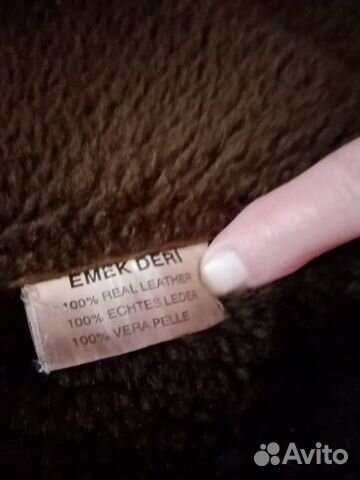 EMEK DERİ
100% REAL LEATHER
100% ECHTES LEDER
100% VERA PELLE
Avito